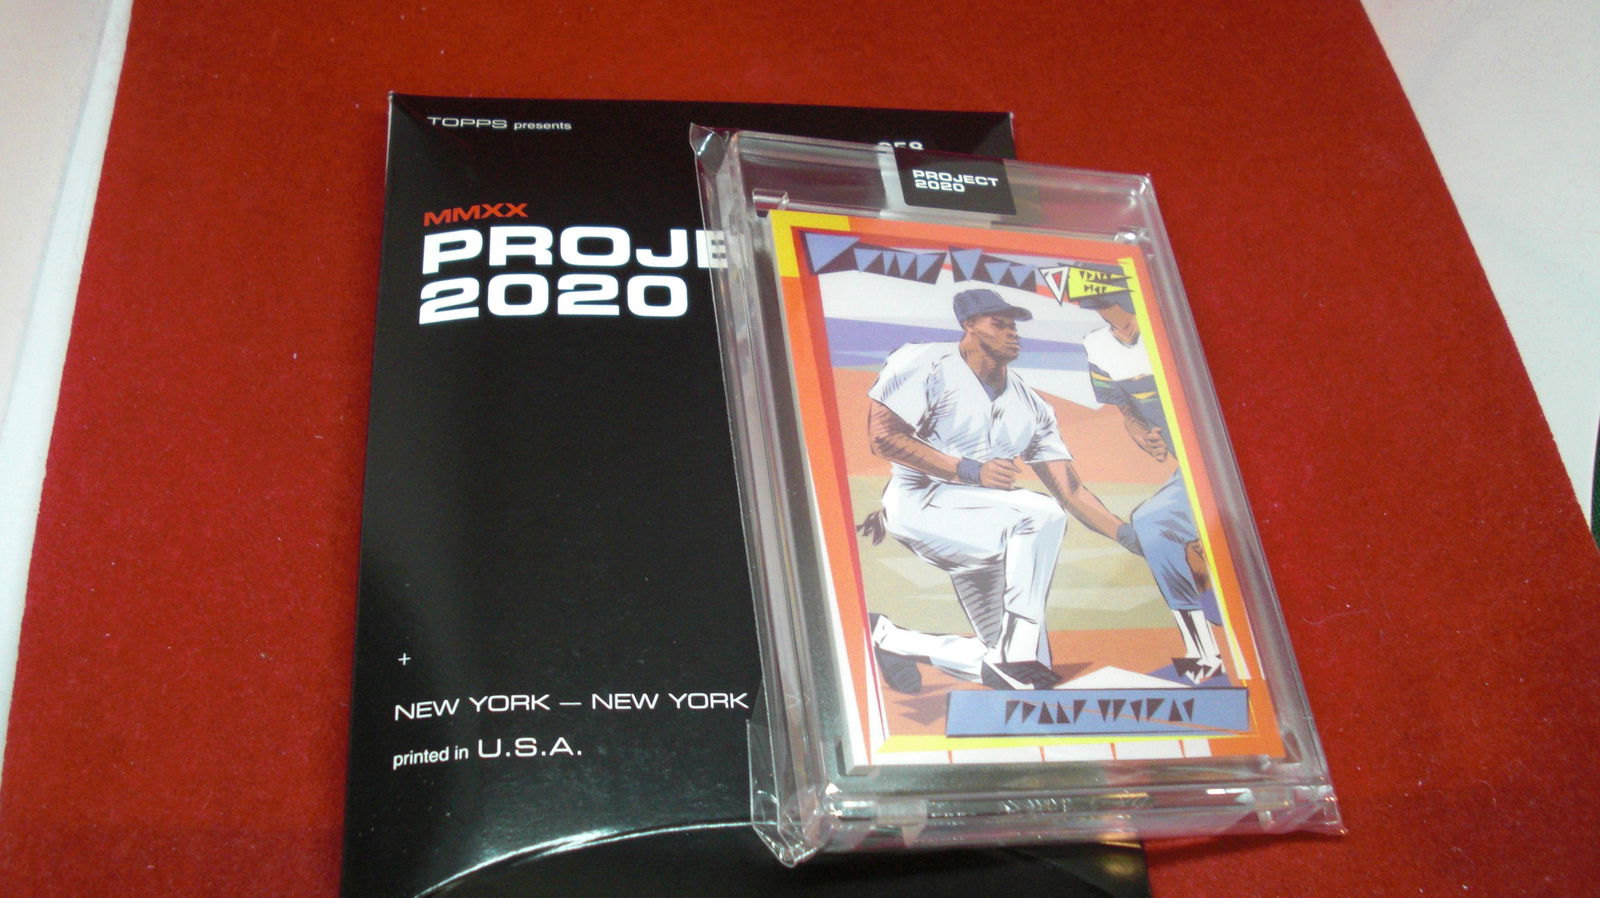 TOPPS presents
MMXX
PROJE
2020
+
NEW YORK — NEW YORK
printed in U.S.A.
PROJECT
2020